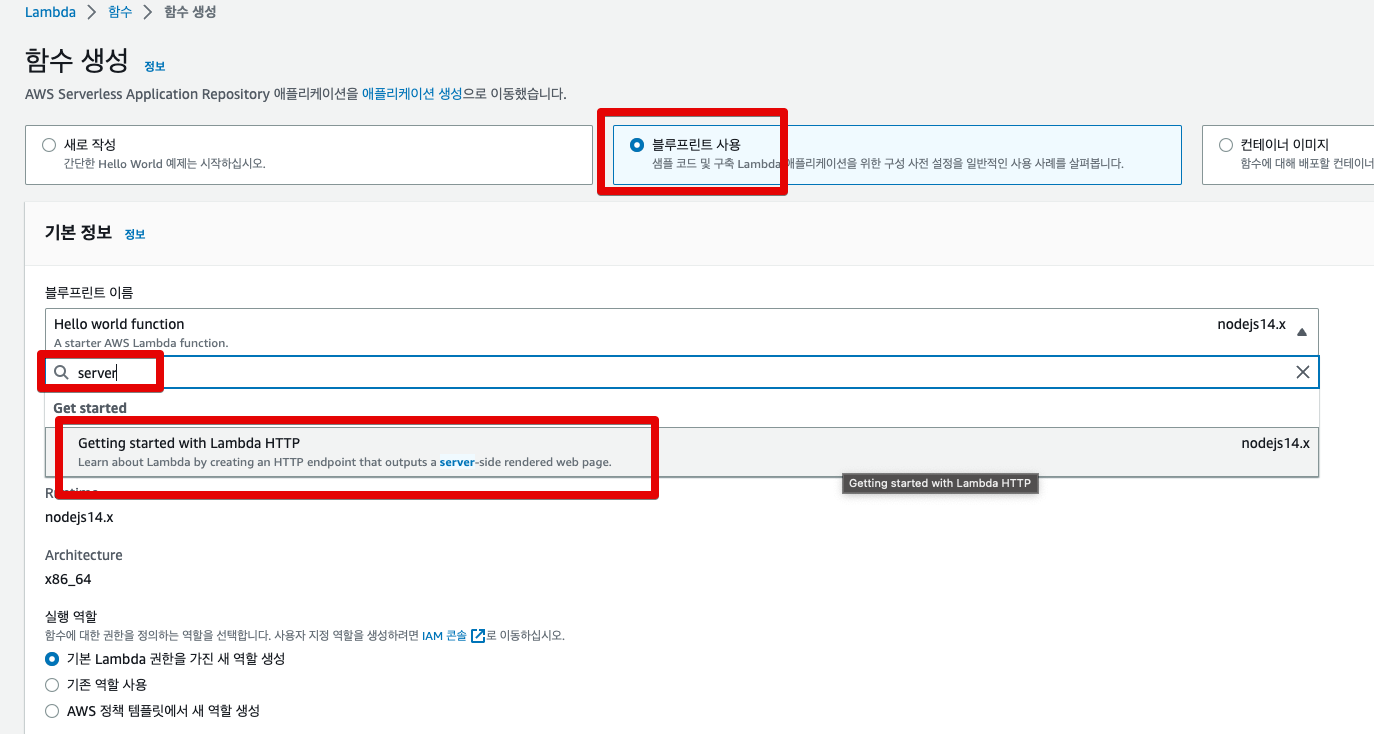 Lambda > 함수 > 함수 생성
함수 생성 정보
AWS Serverless Application Repository 애플리케이션을 애플리케이션 생성으로 이동했습니다.
새로 작성
간단한 Hello World 예제는 시작하십시오.
블루프린트 사용
샘플 코드 및 구축 Lambda 애플리케이션을 위한 구성 사전 설정을 일반적인 사용 사례를 살펴봅니다.
컨테이너 이미지
함수에 대해 배포할 컨테이너
기본 정보 정보
블루프린트 이름
Hello world function nodejs14.x
A starter AWS Lambda function.
server
Get started
Getting started with Lambda HTTP nodejs14.x
Learn about Lambda by creating an HTTP endpoint that outputs a server-side rendered web page.
Getting started with Lambda HTTP
Runtime
nodejs14.x
Architecture
x86_64
실행 역할
함수에 대한 권한을 정의하는 역할을 선택합니다. 사용자 지정 역할을 생성하려면 IAM 콘솔로 이동하십시오.
기본 Lambda 권한을 가진 새 역할 생성
기존 역할 사용
AWS 정책 템플릿에서 새 역할 생성